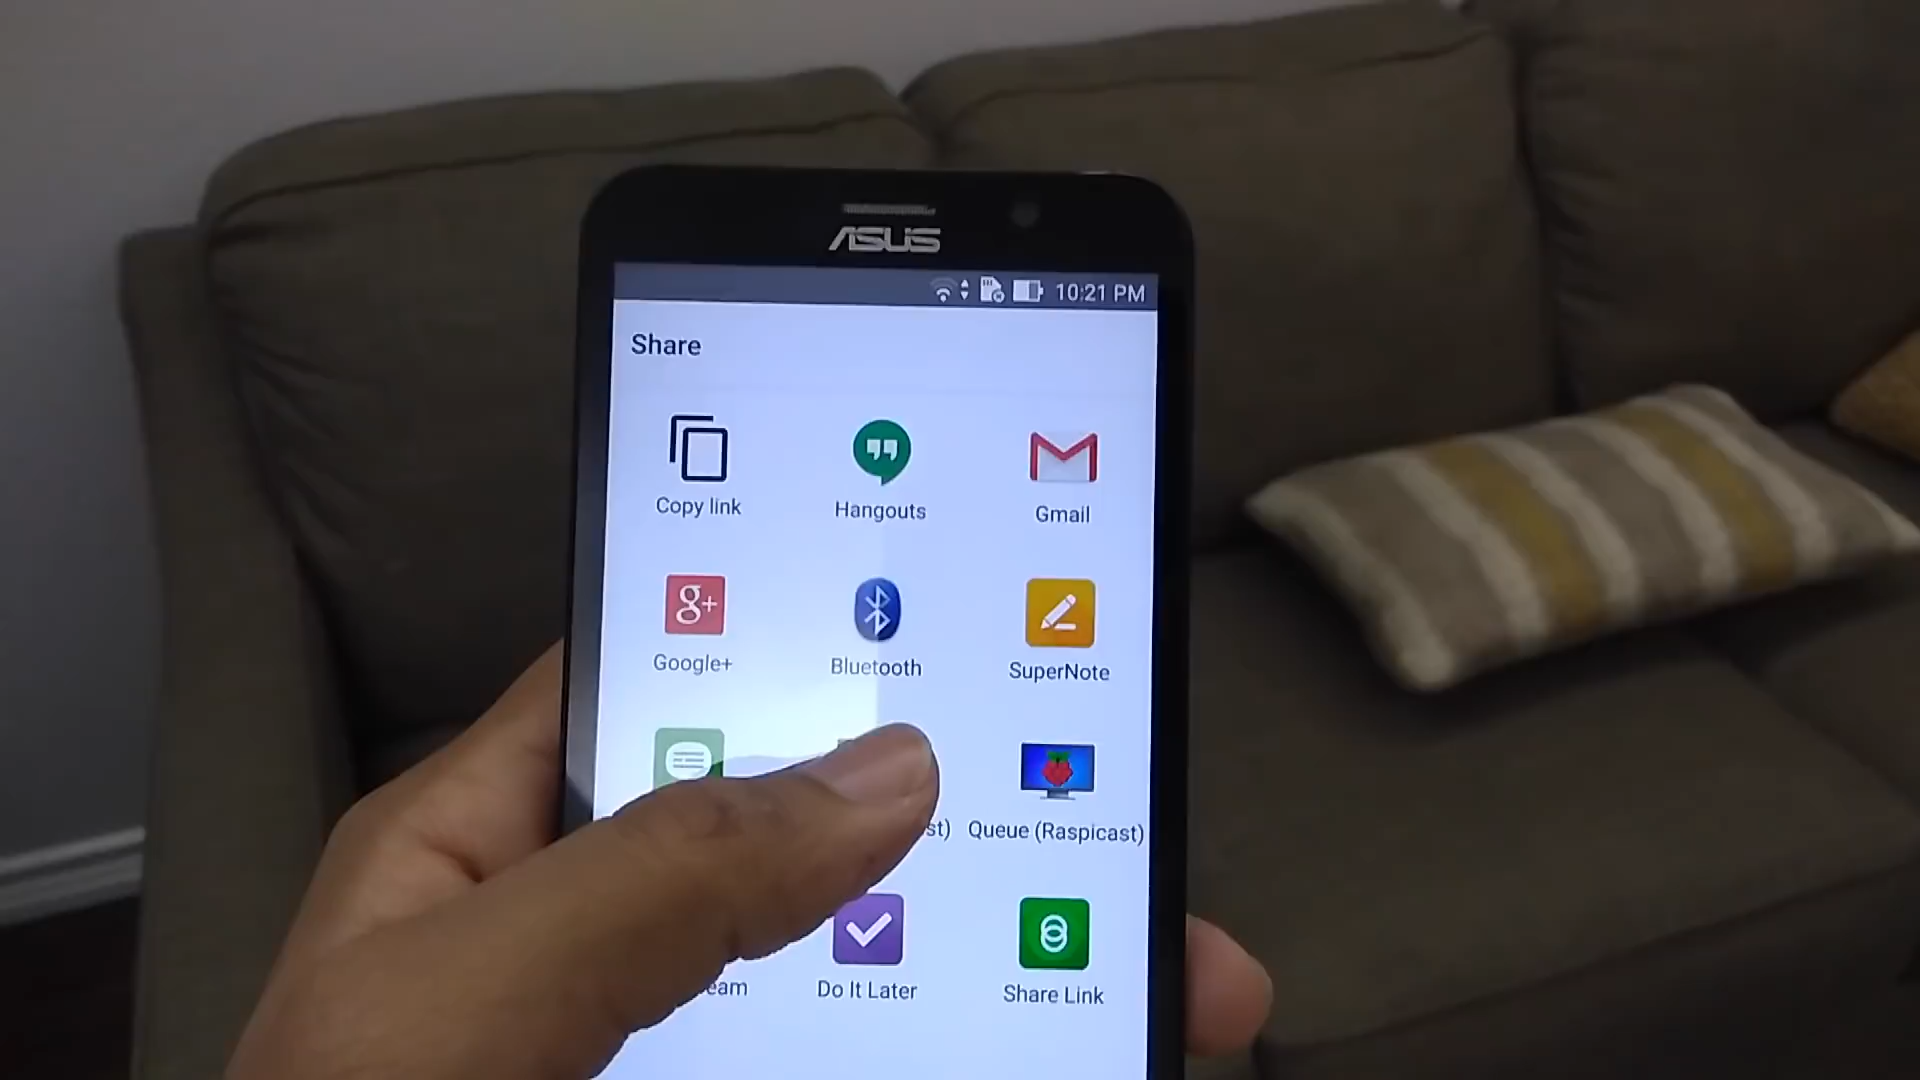 ASUS
10:21 PM
Share
Copy link
Hangouts
Gmail
g+
Google+
Bluetooth
SuperNote
Queue (Raspicast)
Do It Later
Share Link